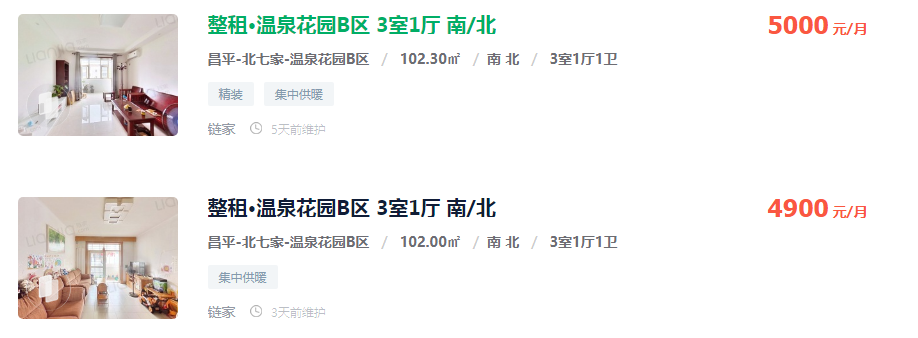 整租·温泉花园B区 3室1厅 南/北
5000 元/月
昌平-北七家-温泉花园B区 / 102.30㎡ / 南 北 / 3室1厅1卫
精装 集中供暖
链家 5天前维护
整租·温泉花园B区 3室1厅 南/北
4900 元/月
昌平-北七家-温泉花园B区 / 102.00㎡ / 南 北 / 3室1厅1卫
集中供暖
链家 3天前维护